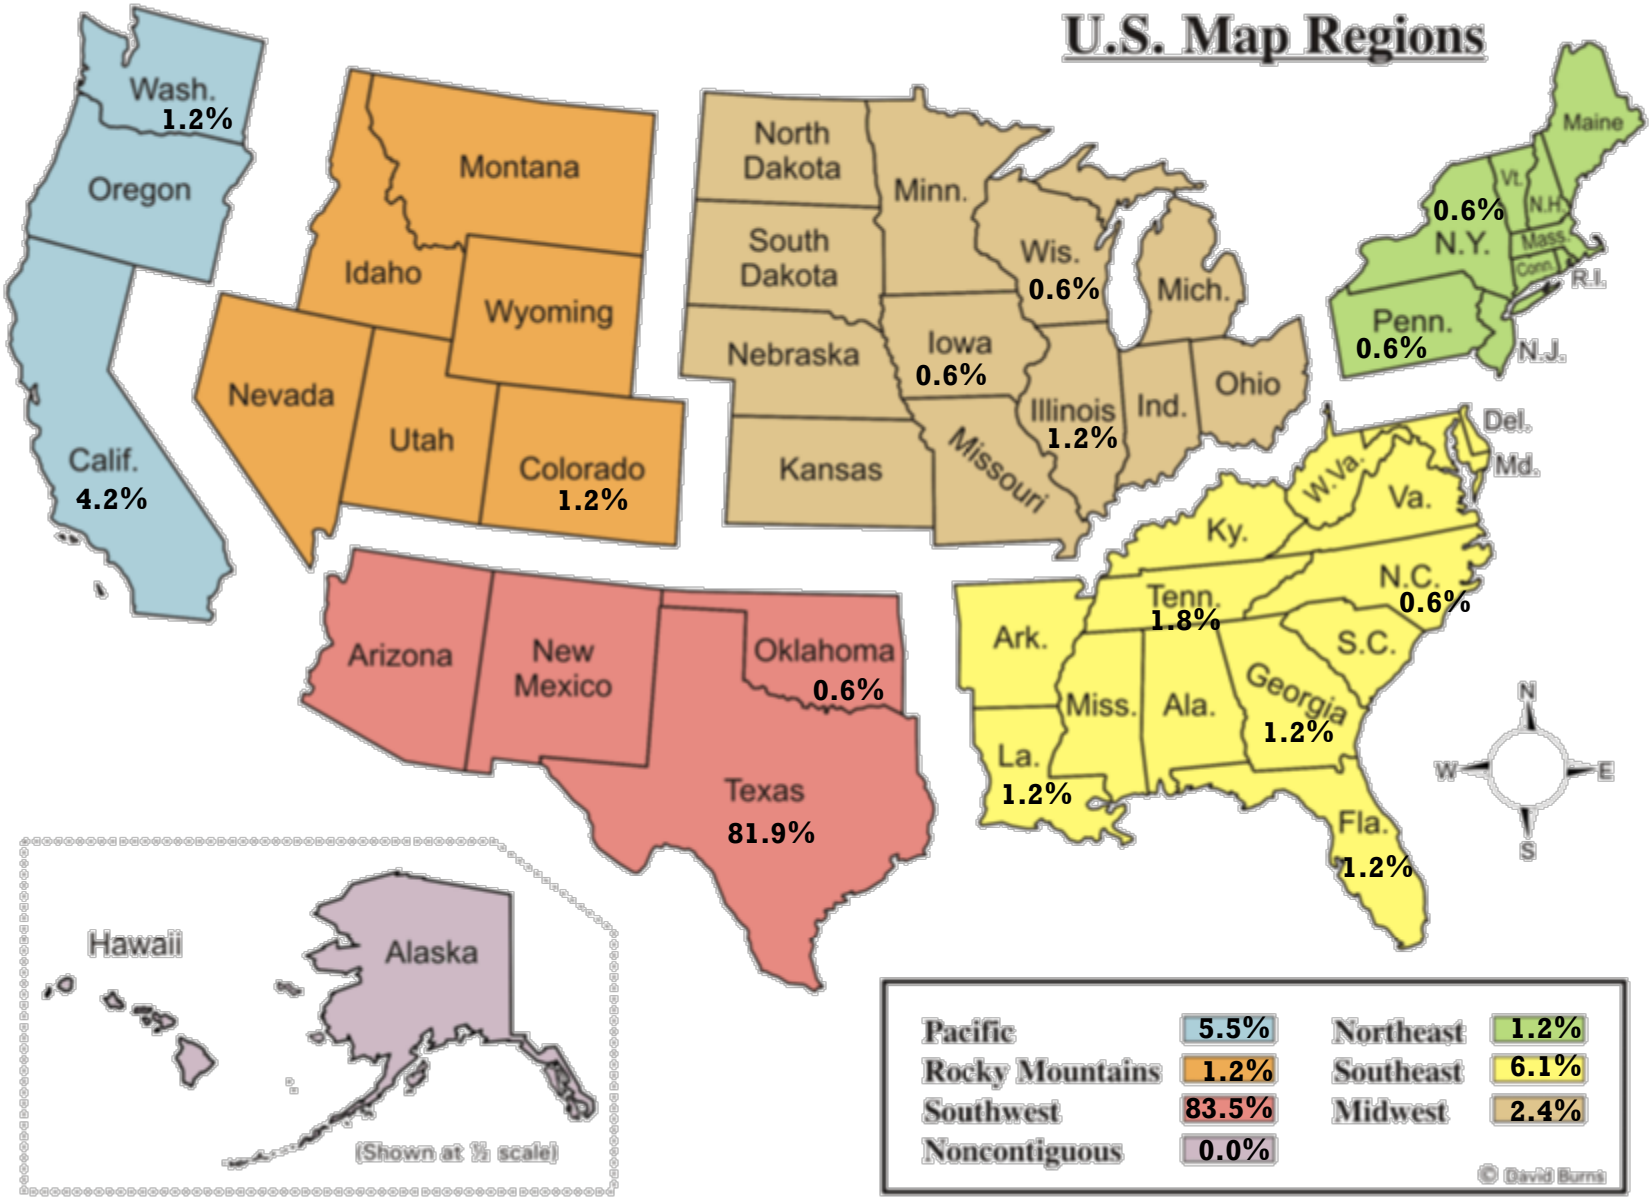 U.S. Map Regions
Wash.
1.2%
Oregon
Calif.
4.2%
Montana
Idaho
Wyoming
Nevada
Utah
Colorado
1.2%
North
Dakota
South
Dakota
Nebraska
Kansas
Minn.
Iowa
0.6%
Missouri
Wis.
0.6%
Illinois
1.2%
Mich.
Ind.
Ohio
Maine
Vt.
N.H.
0.6%
N.Y.
Mass.
Conn.
R.I.
Penn.
0.6%
N.J.
Del.
Md.
W.Va.
Va.
Ky.
Tenn.
1.8%
N.C.
0.6%
S.C.
Ark.
Miss.
Ala.
Georgia
1.2%
La.
1.2%
Fla.
1.2%
Arizona
New
Mexico
Oklahoma
0.6%
Texas
81.9%
N
W
E
S
Hawaii
Alaska
(Shown at ½ scale)
Pacific 5.5%
Rocky Mountains 1.2%
Southwest 83.5%
Noncontiguous 0.0%
Northeast 1.2%
Southeast 6.1%
Midwest 2.4%
© David Burns